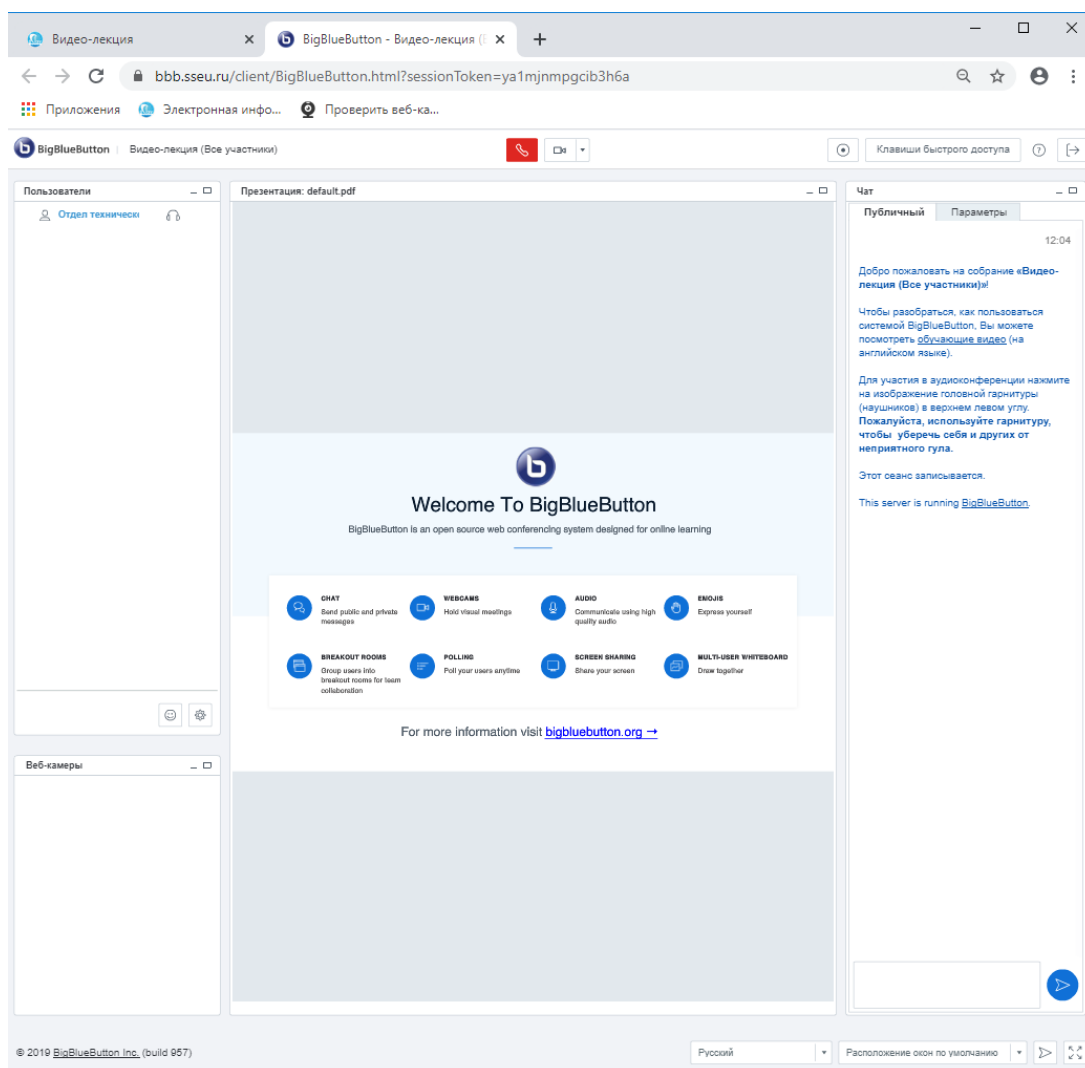 Видео-лекция
BigBlueButton - Видео-лекция (В
bbb.sseu.ru/client/BigBlueButton.html?sessionToken=ya1mjnmpgcib3h6a
Приложения
Электронная инфо...
Проверить веб-ка...
BigBlueButton
Видео-лекция (Все участники)
Клавиши быстрого доступа
Пользователи
Отдел техническ
Презентация: default.pdf
Welcome To BigBlueButton
BigBlueButton is an open source web conferencing system designed for online learning
CHAT
Send public and private
messages
WEBCAMS
Hold visual meetings
AUDIO
Communicate using high
quality audio
EMOJIS
Express yourself
BREAKOUT ROOMS
Group users into
breakout rooms for team
collaboration
POLLING
Poll your users anytime
SCREEN SHARING
Share your screen
MULTI-USER WHITEBOARD
Draw together
For more information visit bigbluebutton.org →
Чат
Публичный
Параметры
12:04
Добро пожаловать на собрание «Видео-
лекция (Все участники)»!
Чтобы разобраться, как пользоваться
системой BigBlueButton, Вы можете
посмотреть обучающие видео (на
английском языке).
Для участия в аудиоконференции нажмите
на изображение головной гарнитуры
(наушников) в верхнем левом углу.
Пожалуйста, используйте гарнитуру,
чтобы уберечь себя и других от
неприятного гула.
Этот сеанс записывается.
This server is running BigBlueButton.
Веб-камеры
© 2019 BigBlueButton Inc. (build 957)
Русский
Расположение окон по умолчанию